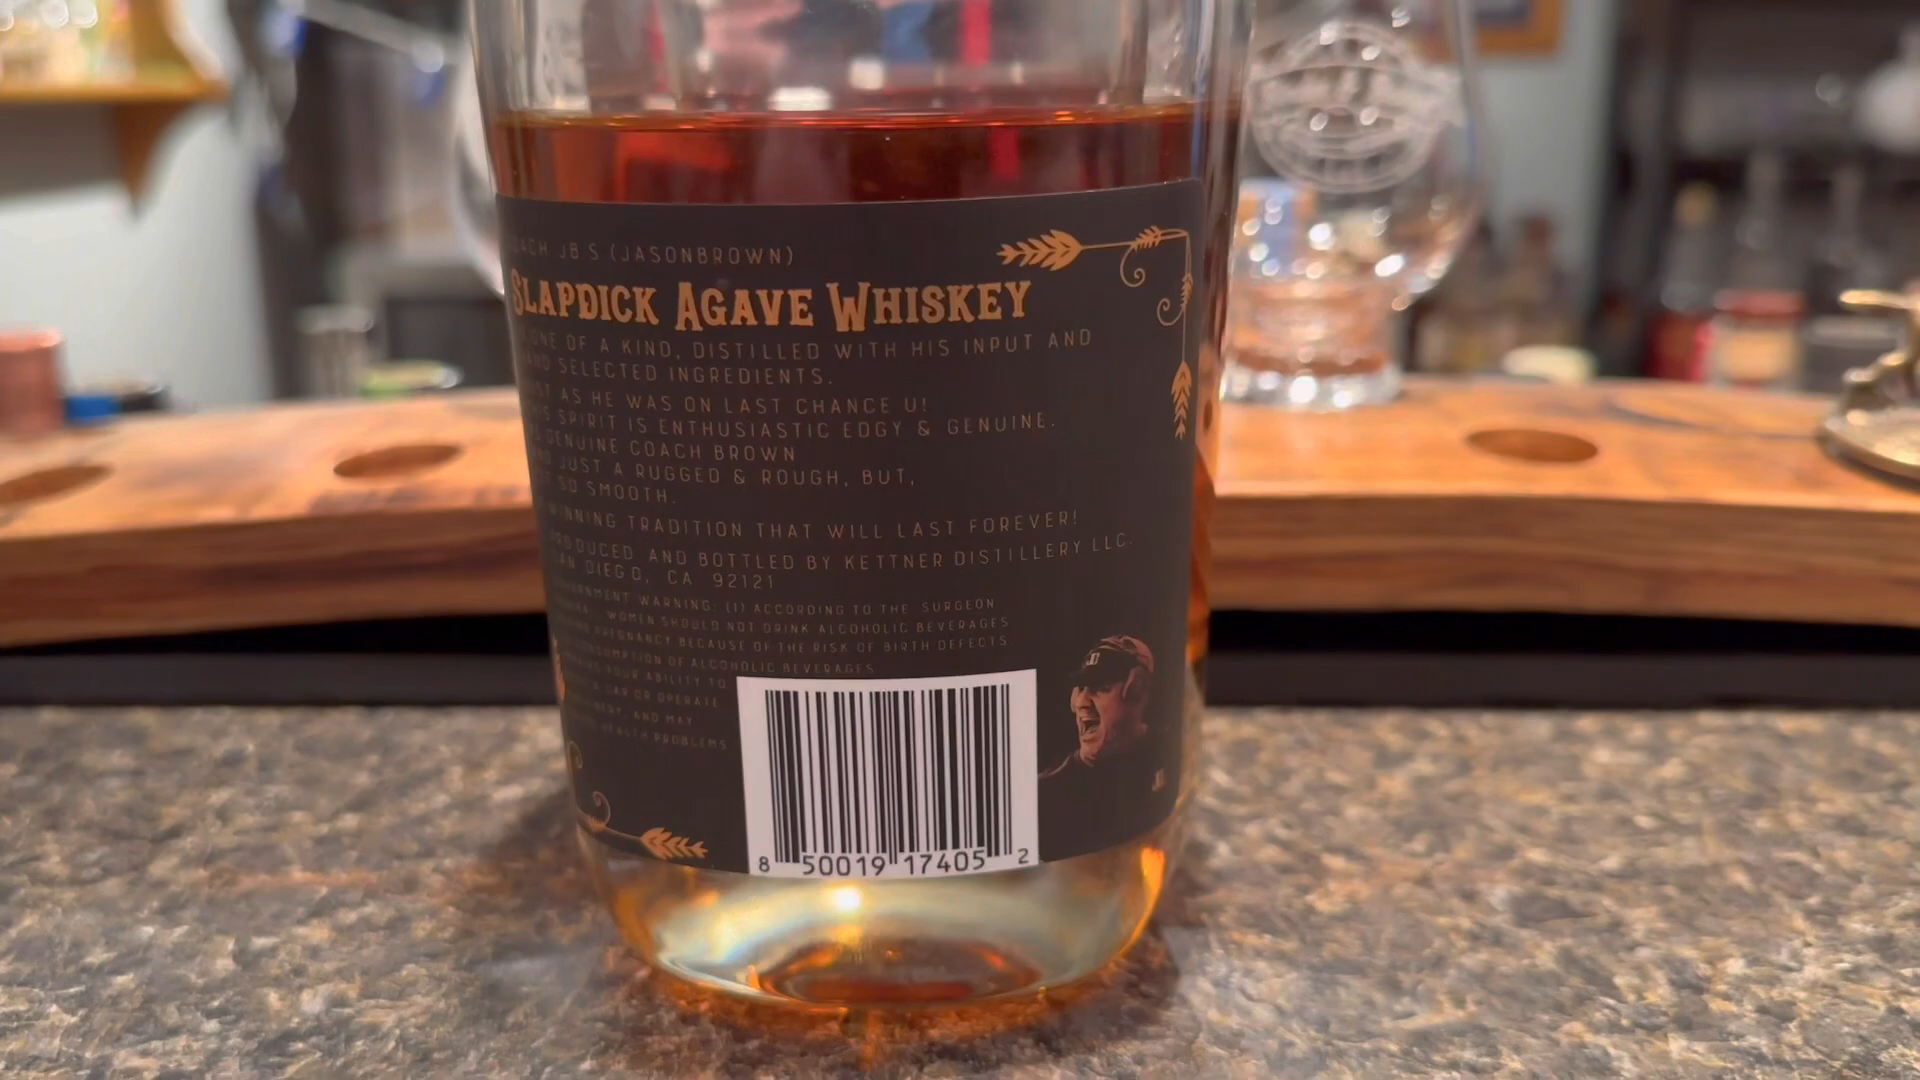 JB'S (JASONBROWN)
SLAPDICK AGAVE WHISKEY
ONE OF A KIND, DISTILLED WITH HIS INPUT AND
SELECTED INGREDIENTS.
AS HE WAS ON LAST CHANCE U!
SPIRIT IS ENTHUSIASTIC EDGY & GENUINE.
GENUINE COACH BROWN
JUST A RUGGED & ROUGH, BUT,
SO SMOOTH.
WINNING TRADITION THAT WILL LAST FOREVER!
PRODUCED AND BOTTLED BY KETTNER DISTILLERY LLC.
SAN DIEGO, CA 92121
GOVERNMENT WARNING: (1) ACCORDING TO THE SURGEON
WOMEN SHOULD NOT DRINK ALCOHOLIC BEVERAGES
PREGNANCY BECAUSE OF THE RISK OF BIRTH DEFECTS.
CONSUMPTION OF ALCOHOLIC BEVERAGES
YOUR ABILITY TO
A CAR OR OPERATE
AND MAY
HEALTH PROBLEMS
8 50019 17405 2